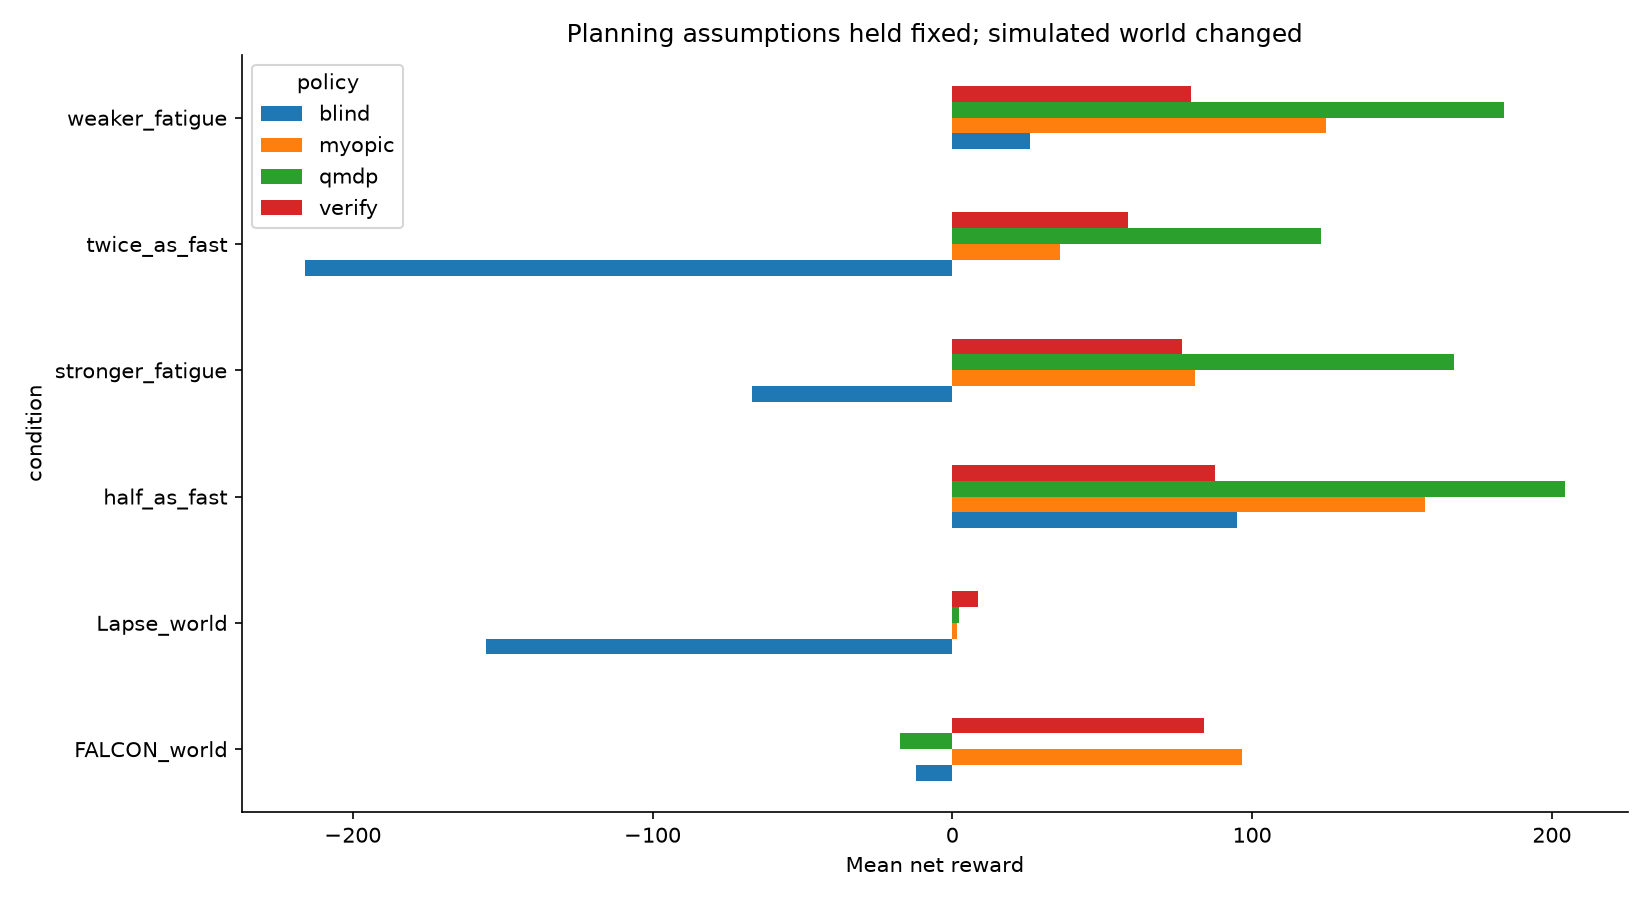 Planning assumptions held fixed; simulated world changed
policy
blind
myopic
qmdp
verify
weaker_fatigue
twice_as_fast
stronger_fatigue
half_as_fast
Lapse_world
FALCON_world
condition
−200 −100 0 100 200
Mean net reward